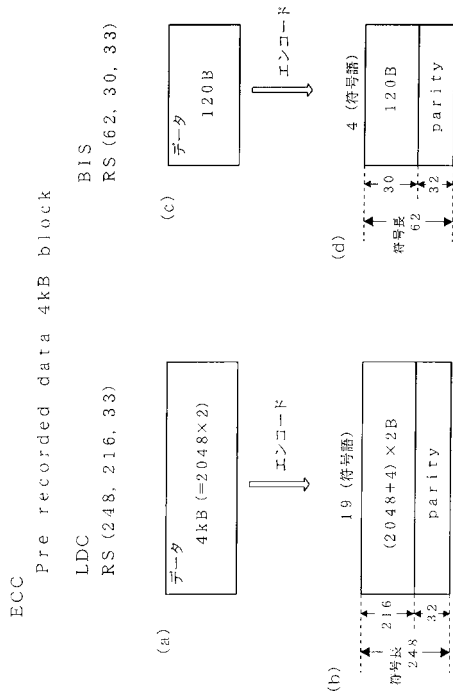 ECC
Pre recorded data 4kB block
LDC
RS (248, 216, 33)
BIS
RS (62, 30, 33)
(a)
データ
4kB (=2048×2)
エンコード
(b)
19 (符号語)
(2048+4) ×2B
parity
216
32
符号長
248
(c)
データ
120B
エンコード
(d)
4 (符号語)
120B
parity
30
32
符号長
62